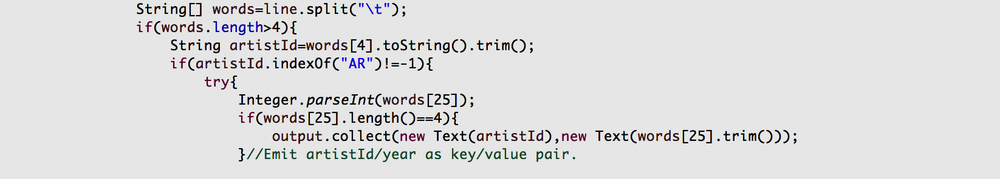 String[] words=line.split("\t");
if(words.length>4){
String artistId=words[4].toString().trim();
if(artistId.indexOf("AR")!=-1){
try{
Integer.parseInt(words[25]);
if(words[25].length()==4){
output.collect(new Text(artistId),new Text(words[25].trim()));
}//Emit artistId/year as key/value pair.